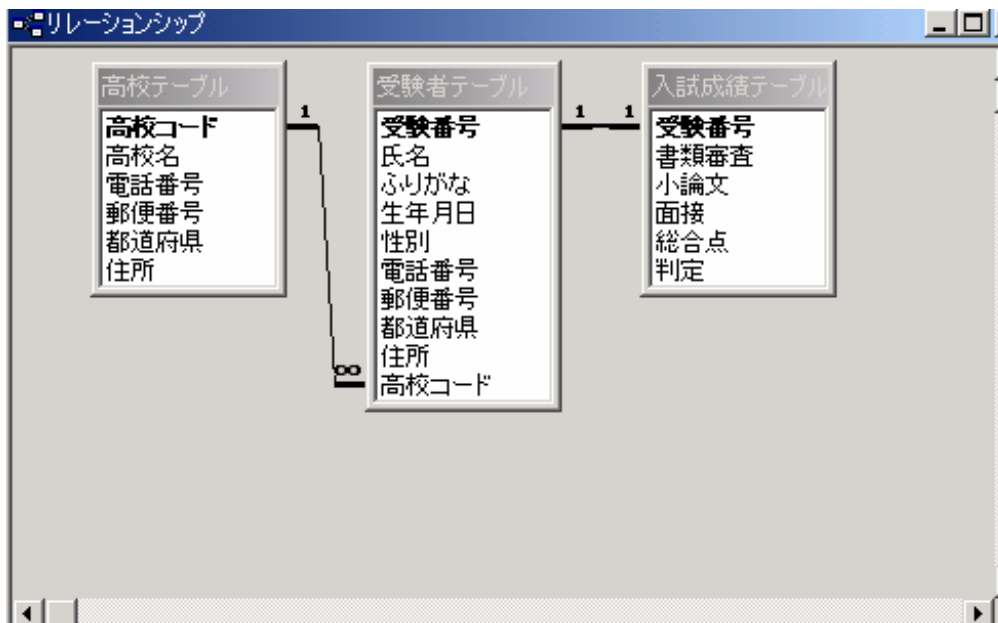 リレーションシップ
高校テーブル
高校コード
高校名
電話番号
郵便番号
都道府県
住所
1
∞
受験者テーブル
受験番号
氏名
ふりがな
生年月日
性別
電話番号
郵便番号
都道府県
住所
高校コード
1
1
入試成績テーブル
受験番号
書類審査
小論文
面接
総合点
判定